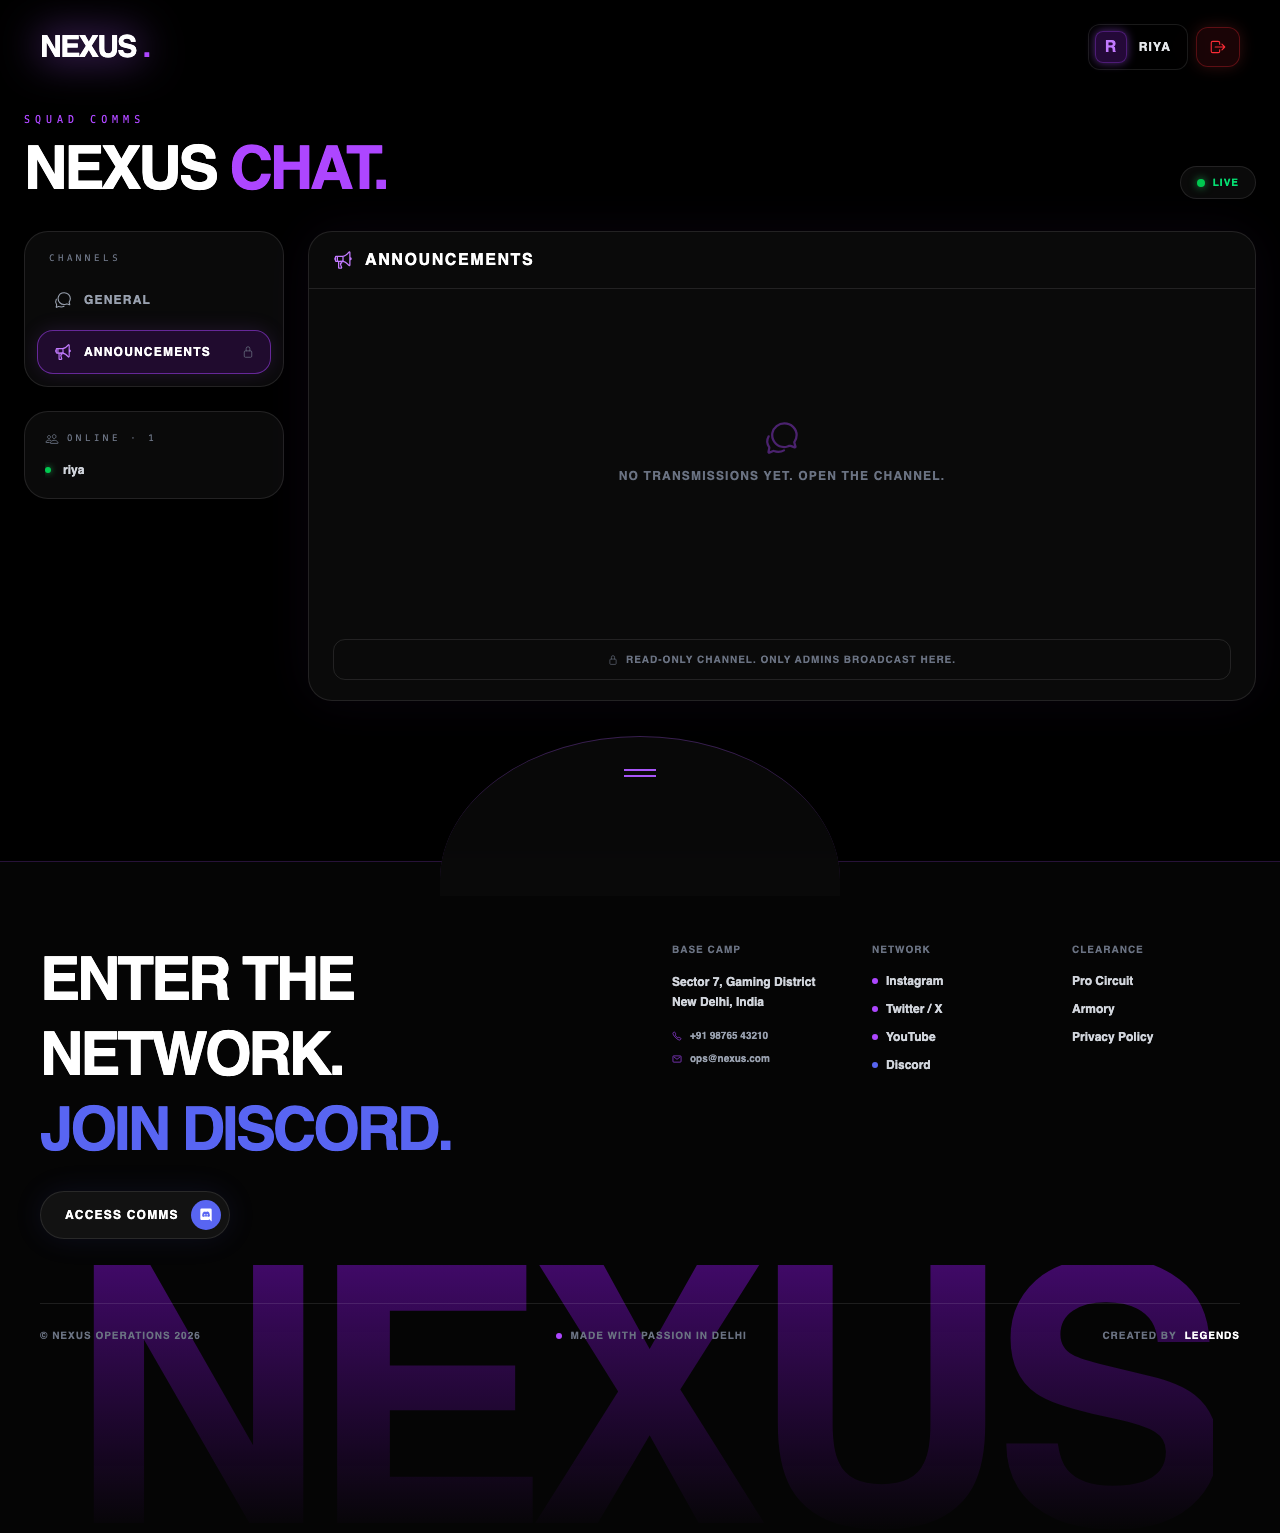 NEXUS .
R RIYA
SQUAD COMMS
NEXUS CHAT.
LIVE
CHANNELS
GENERAL
ANNOUNCEMENTS
ONLINE · 1
riya
ANNOUNCEMENTS
NO TRANSMISSIONS YET. OPEN THE CHANNEL.
READ-ONLY CHANNEL. ONLY ADMINS BROADCAST HERE.
ENTER THE
NETWORK.
JOIN DISCORD.
ACCESS COMMS
BASE CAMP
Sector 7, Gaming District
New Delhi, India
+91 98765 43210
ops@nexus.com
NETWORK
Instagram
Twitter / X
YouTube
Discord
CLEARANCE
Pro Circuit
Armory
Privacy Policy
© NEXUS OPERATIONS 2026
MADE WITH PASSION IN DELHI
CREATED BY LEGENDS
NEXUS